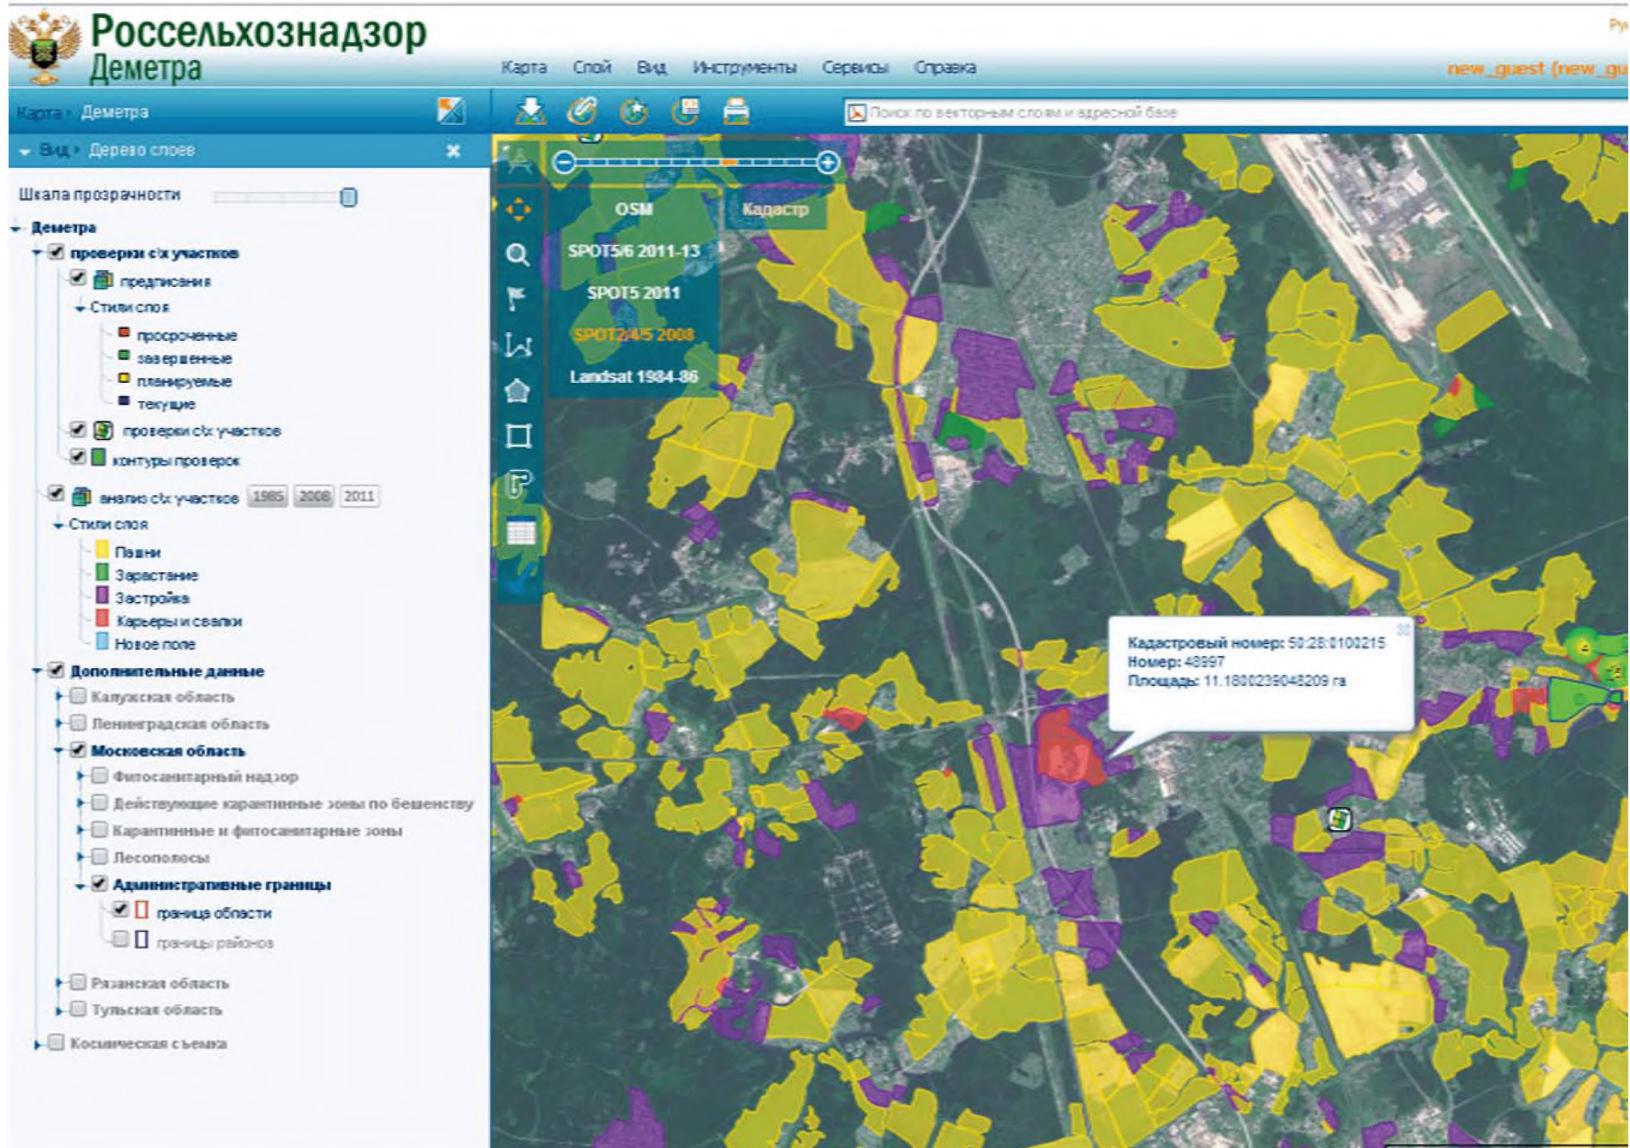 Россельхознадзор
Деметра
Карта Слой Вид Инструменты Сервисы Справка
new_guest (new_gu
Карта Деметра
Поиск по векторным слоям и адресной базе
Вид Дерево слоев
Шкала прозрачности
OSM
Кадастр
SPOT5/6 2011-13
SPOT5 2011
SPOT2/4/5 2008
Landsat 1984-86
Деметра
проверки с\х участков
предписания
Стили слоя
просроченные
завершенные
планируемые
текущие
проверки с\х участков
контуры проверок
анализ с\х участков 1985 2008 2011
Стили слоя
Пашни
Зарастание
Застройка
Карьеры и свалки
Новое поле
Дополнительные данные
Калужская область
Ленинградская область
Московская область
Фитосанитарный надзор
Действующие карантинные зоны по бешенству
Карантинные и фитосанитарные зоны
Лесополосы
Административные границы
граница области
границы районов
Рязанская область
Тульская область
Космическая съемка
Кадастровый номер: 50:28:0100215
Номер: 48997
Площадь: 11.1800239048209 га